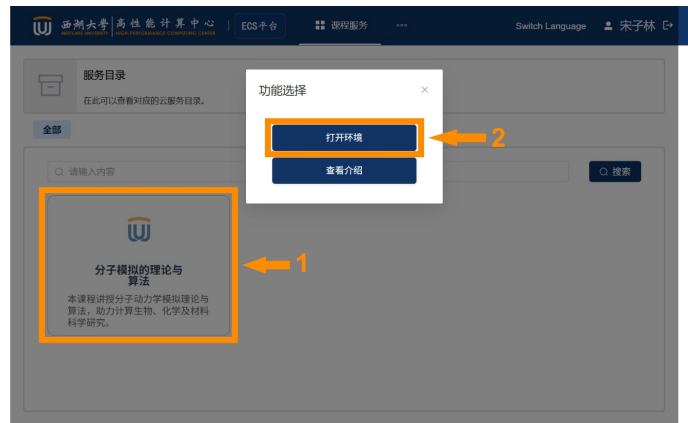 西湖大学 高性能计算中心
WESTLAKE UNIVERSITY HIGH PERFORMANCE COMPUTING CENTER
ECS平台
课程服务
Switch Language
宋子林
服务目录
在此可以查看对应的云服务目录。
功能选择
全部
打开环境
2
查看介绍
请输入内容
搜索
1
分子模拟的理论与
算法
本课程讲授分子动力学模拟理论与
算法，助力计算生物、化学及材料
科学研究。